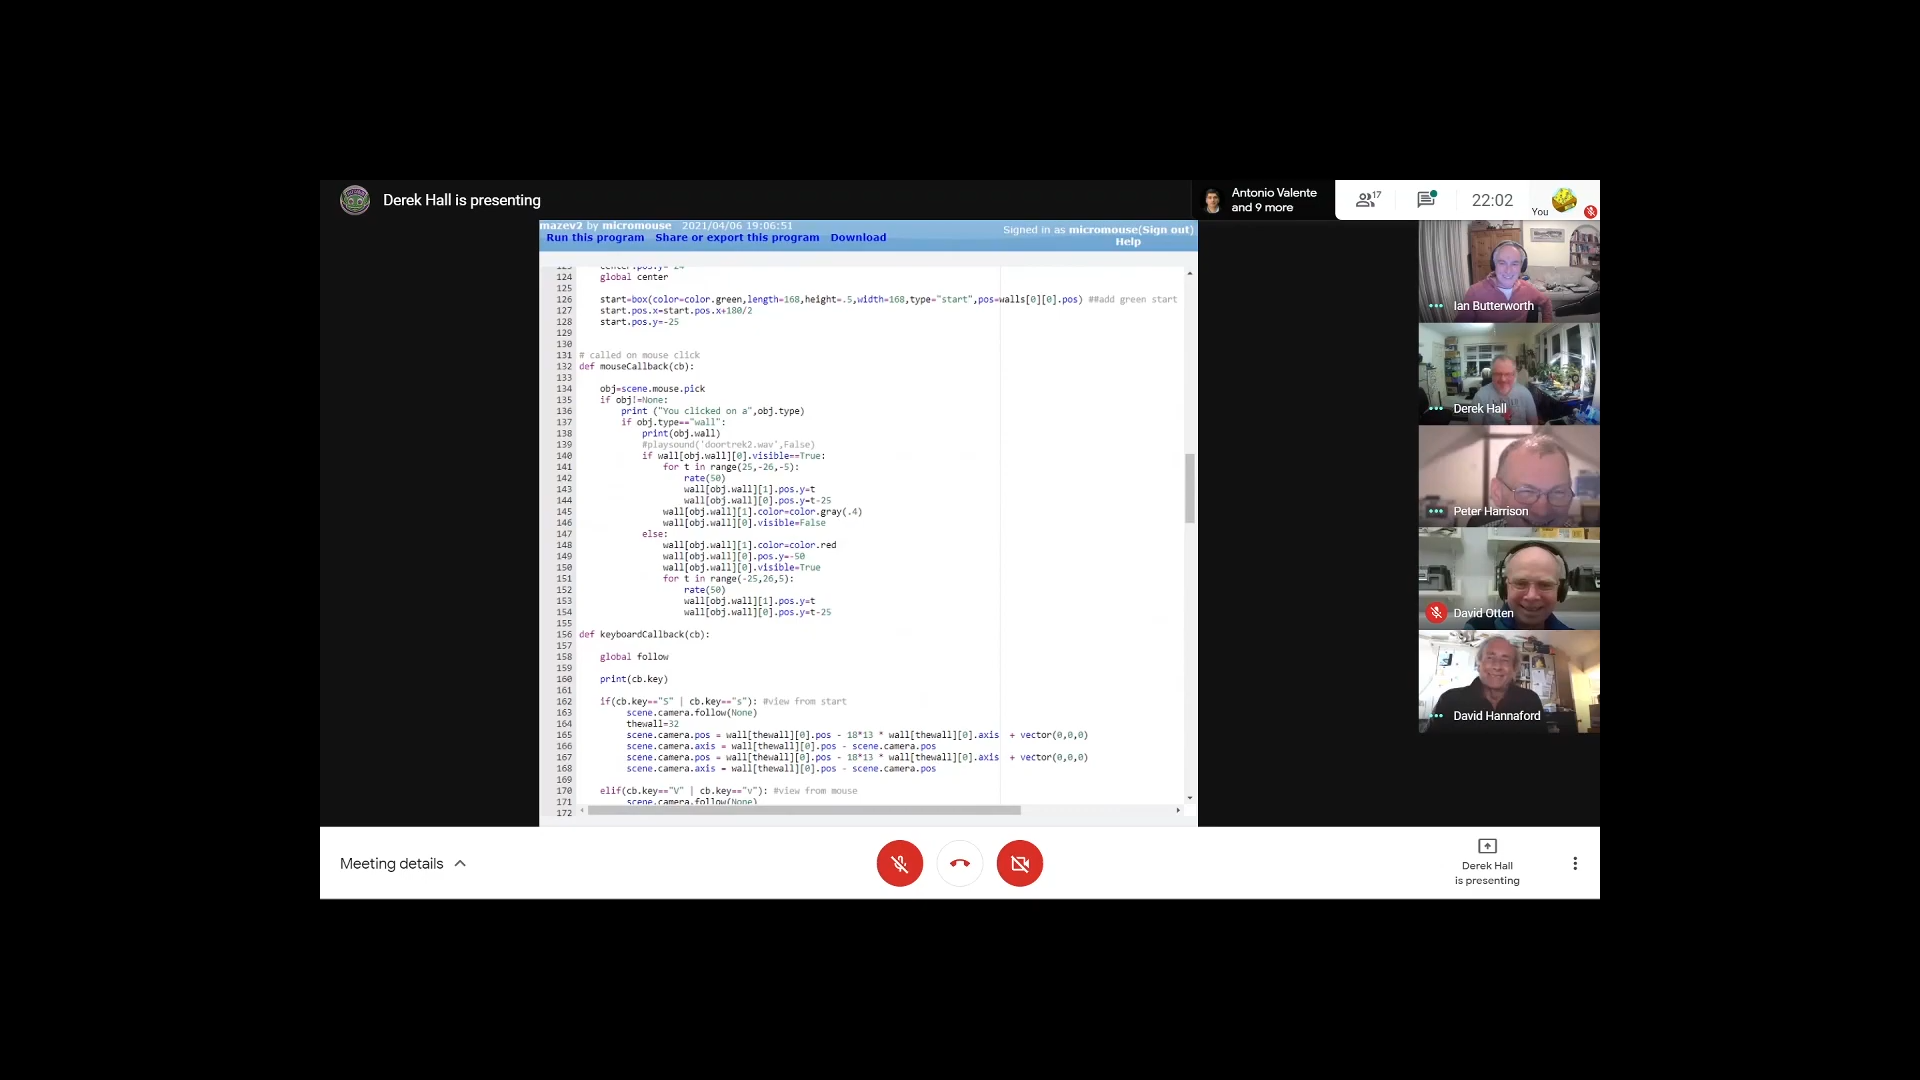 Derek Hall is presenting
Antonio Valente
and 9 more
17
22:02
You
mazev2 by micromouse 2021/04/06 19:06:51
Signed in as micromouse(Sign out)
Run this program Share or export this program Download
Help
124 global center
125
126 start=box(color=color.green,length=168,height=.5,width=168,type="start",pos=walls[0][0].pos) ##add green start
127 start.pos.x=start.pos.x+180/2
128 start.pos.y=-25
129
130
131 # called on mouse click
132 def mouseCallback(cb):
133
134 obj=scene.mouse.pick
135 if obj!=None:
136 print ("You clicked on a",obj.type)
137 if obj.type=="wall":
138 print(obj.wall)
139 #playsound('doortrek2.wav',False)
140 if wall[obj.wall][0].visible==True:
141 for t in range(25,-26,-5):
142 rate(50)
143 wall[obj.wall][1].pos.y=t
144 wall[obj.wall][0].pos.y=t-25
145 wall[obj.wall][1].color=color.gray(.4)
146 wall[obj.wall][0].visible=False
147 else:
148 wall[obj.wall][1].color=color.red
149 wall[obj.wall][0].pos.y=-50
150 wall[obj.wall][0].visible=True
151 for t in range(-25,26,5):
152 rate(50)
153 wall[obj.wall][1].pos.y=t
154 wall[obj.wall][0].pos.y=t-25
155
156 def keyboardCallback(cb):
157
158 global follow
159
160 print(cb.key)
161
162 if(cb.key=="S" | cb.key=="s"): #view from start
163 scene.camera.follow(None)
164 thewall=32
165 scene.camera.pos = wall[thewall][0].pos - 18*13 * wall[thewall][0].axis + vector(0,0,0)
166 scene.camera.axis = wall[thewall][0].pos - scene.camera.pos
167 scene.camera.pos = wall[thewall][0].pos - 18*13 * wall[thewall][0].axis + vector(0,0,0)
168 scene.camera.axis = wall[thewall][0].pos - scene.camera.pos
169
170 elif(cb.key=="V" | cb.key=="v"): #view from mouse
171 scene.camera.follow(None)
172
Ian Butterworth
Derek Hall
Peter Harrison
David Otten
David Hannaford
Meeting details
Derek Hall
is presenting